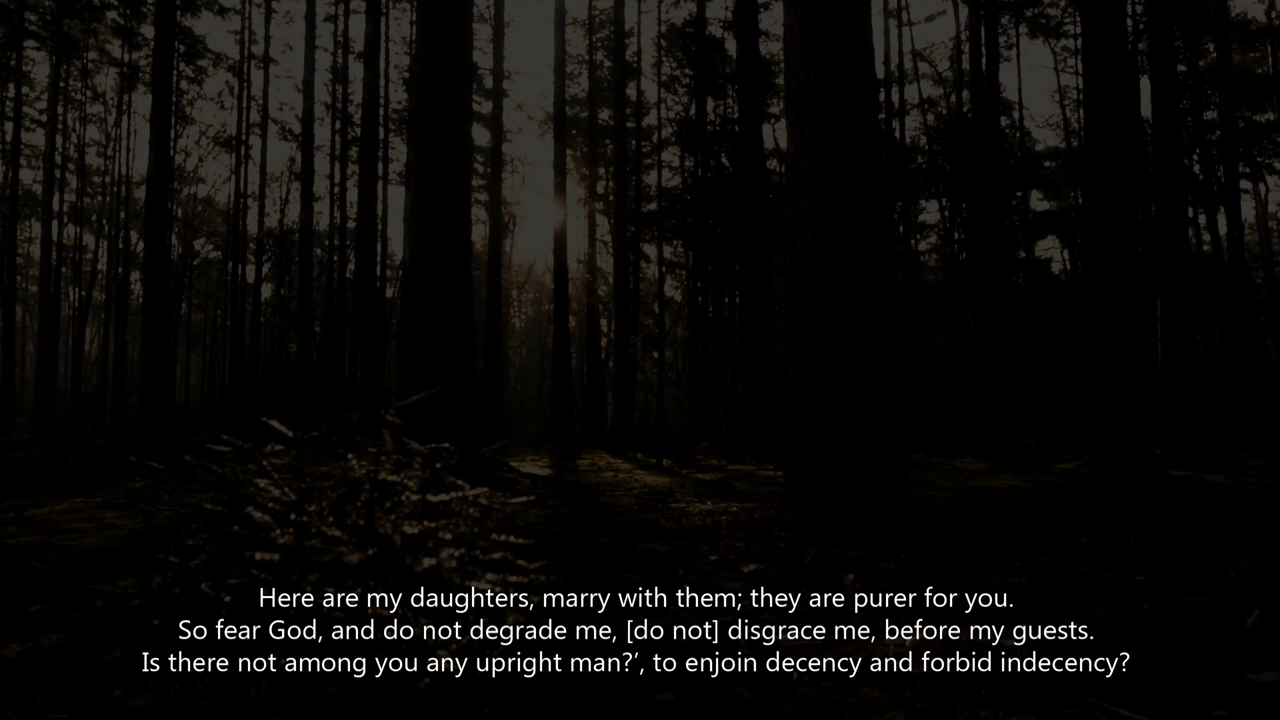 Here are my daughters, marry with them; they are purer for you.
So fear God, and do not degrade me, [do not] disgrace me, before my guests.
Is there not among you any upright man?’, to enjoin decency and forbid indecency?